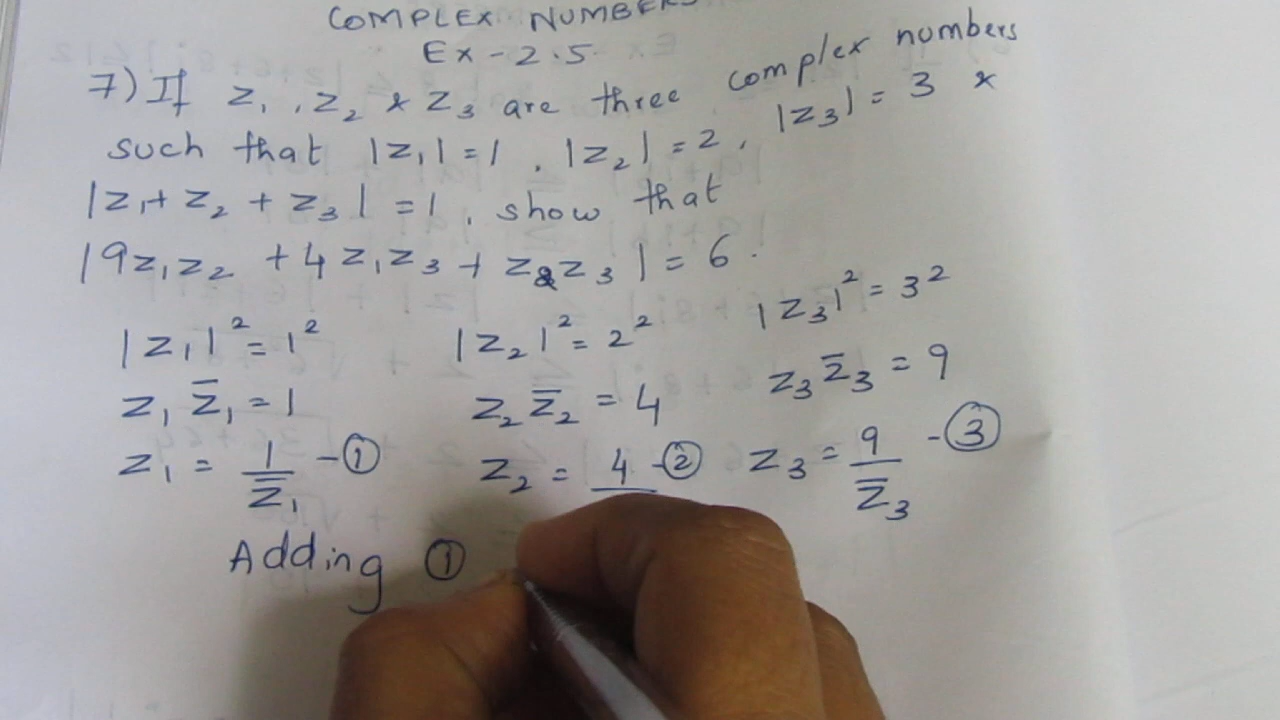 COMPLEX NUMBERS
Ex - 2.5.
7) If z₁, z₂ & z₃ are three complex numbers
such that |z₁| = 1, |z₂| = 2, |z₃| = 3 &
|z₁ + z₂ + z₃| = 1, show that
|9z₁z₂ + 4z₁z₃ + z₂z₃| = 6.
|z₁|² = 1² |z₂|² = 2² |z₃|² = 3²
z₁ z̄₁ = 1 z₂ z̄₂ = 4 z₃ z̄₃ = 9
z₁ = 1/z̄₁ - ① z₂ = 4 - ② z₃ = 9/z̄₃ - ③
Adding ①